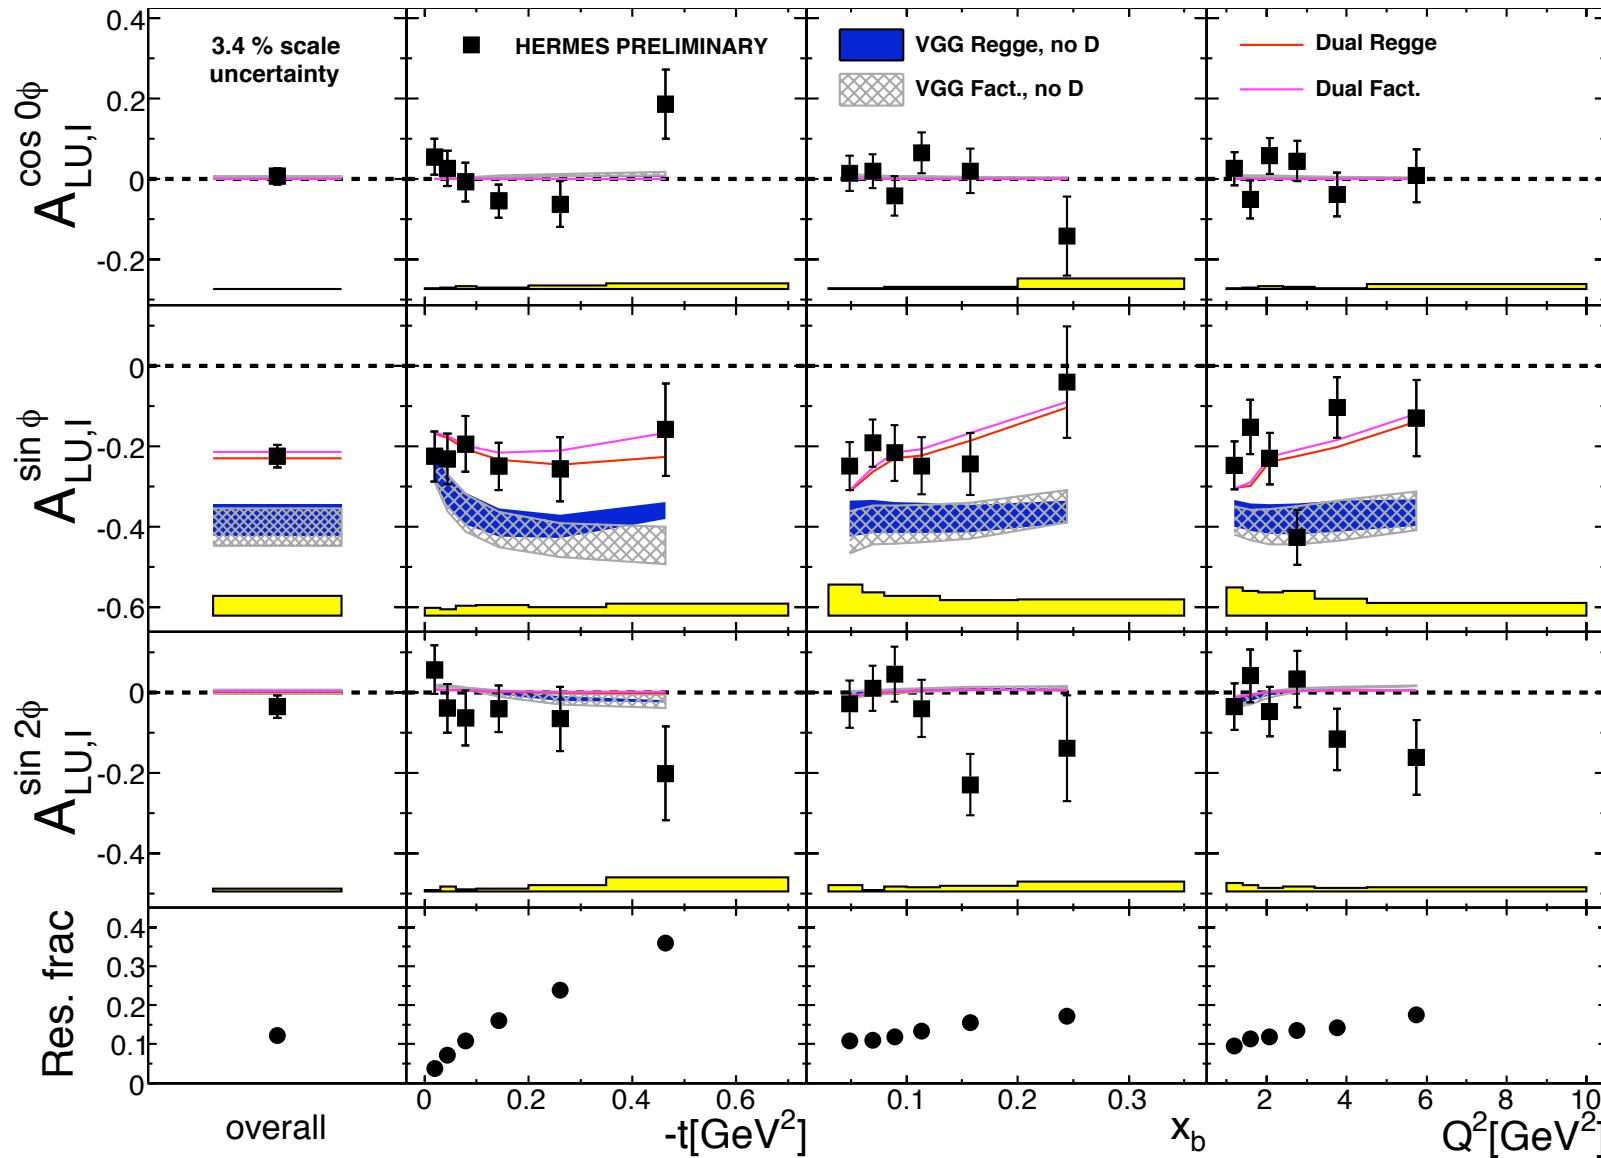 3.4 % scale
uncertainty
HERMES PRELIMINARY
VGG Regge, no D
VGG Fact., no D
Dual Regge
Dual Fact.
A_{LU,I}^{cos 0ϕ}
0.4
0.2
0
-0.2
A_{LU,I}^{sin ϕ}
0
-0.2
-0.4
-0.6
A_{LU,I}^{sin 2ϕ}
0
-0.2
-0.4
Res. frac
0.4
0.3
0.2
0.1
0
0 0.2 0.4 0.6
0.1 0.2 0.3
2 4 6 8 10
overall
-t[GeV²]
x_b
Q²[GeV²]